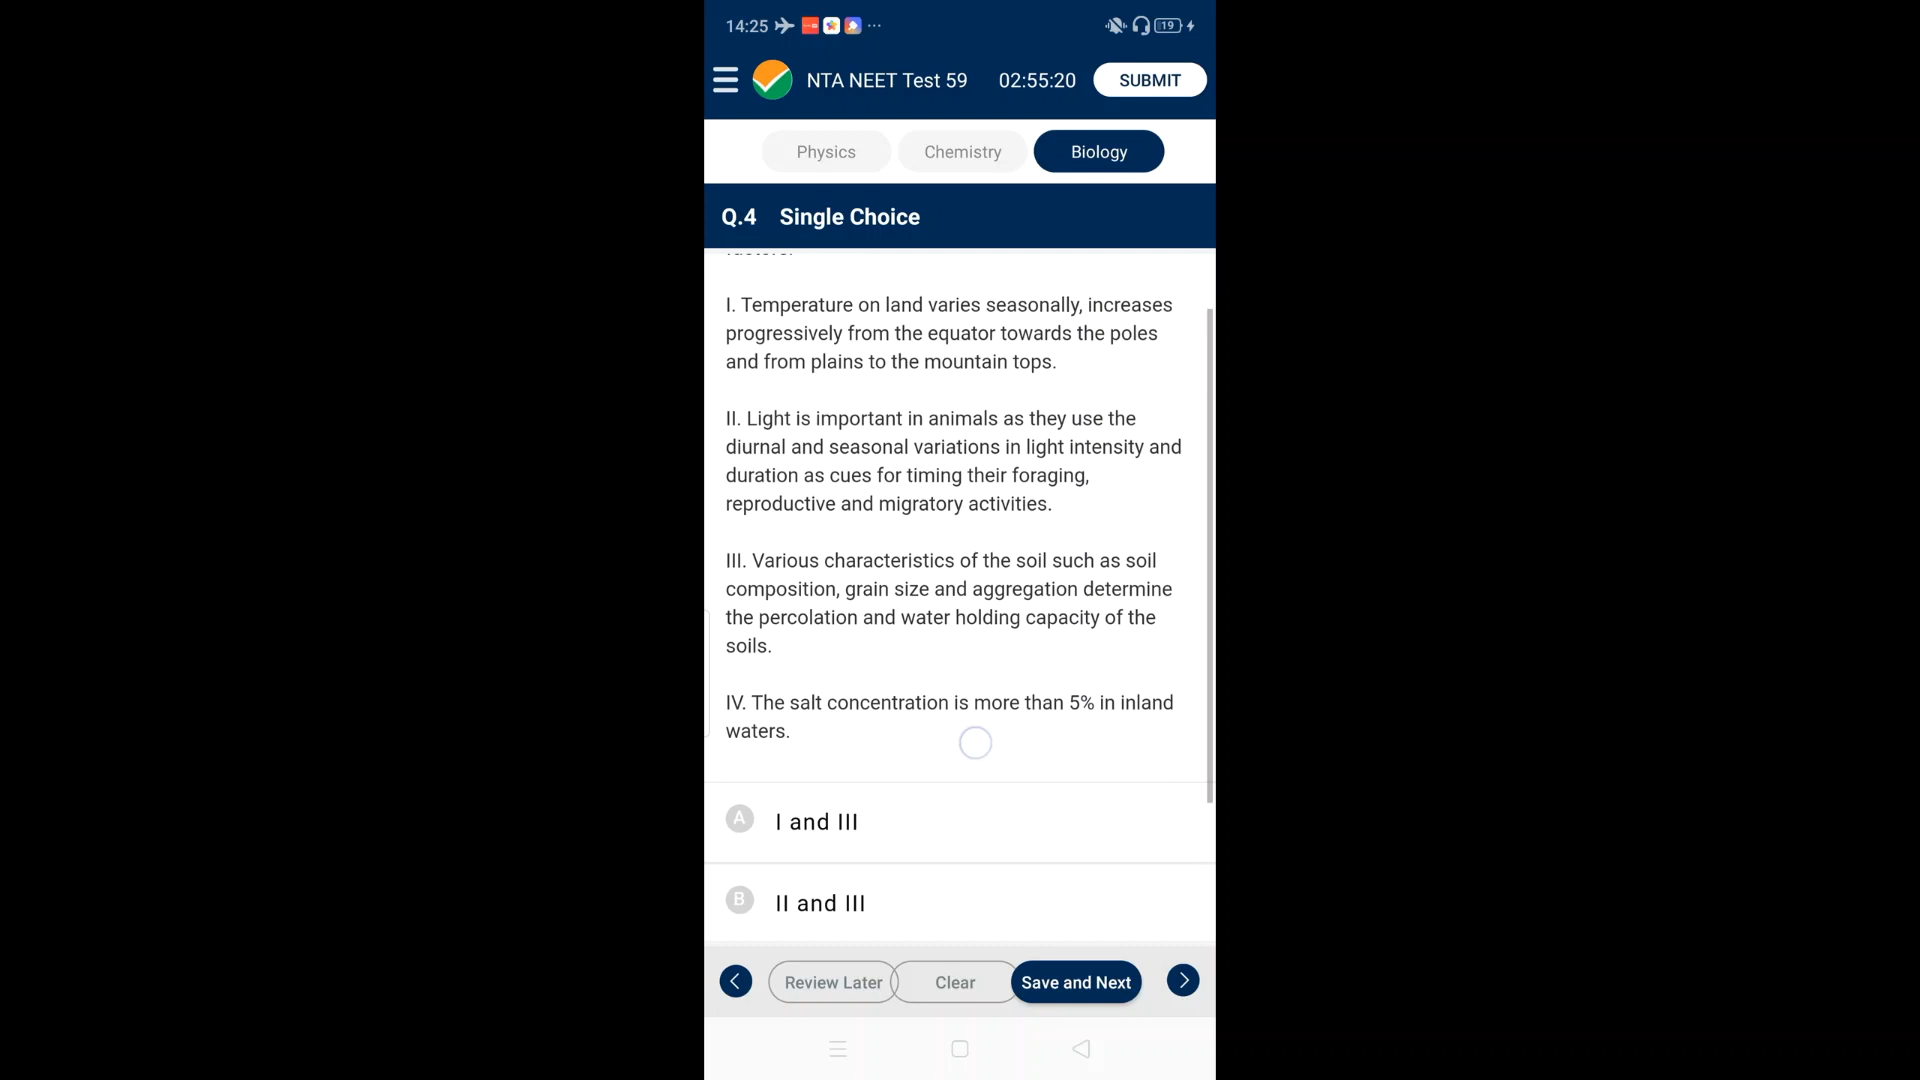 14:25 19
NTA NEET Test 59 02:55:20 SUBMIT
Physics Chemistry Biology
Q.4 Single Choice
I. Temperature on land varies seasonally, increases
progressively from the equator towards the poles
and from plains to the mountain tops.
II. Light is important in animals as they use the
diurnal and seasonal variations in light intensity and
duration as cues for timing their foraging,
reproductive and migratory activities.
III. Various characteristics of the soil such as soil
composition, grain size and aggregation determine
the percolation and water holding capacity of the
soils.
IV. The salt concentration is more than 5% in inland
waters.
A I and III
B II and III
Review Later Clear Save and Next